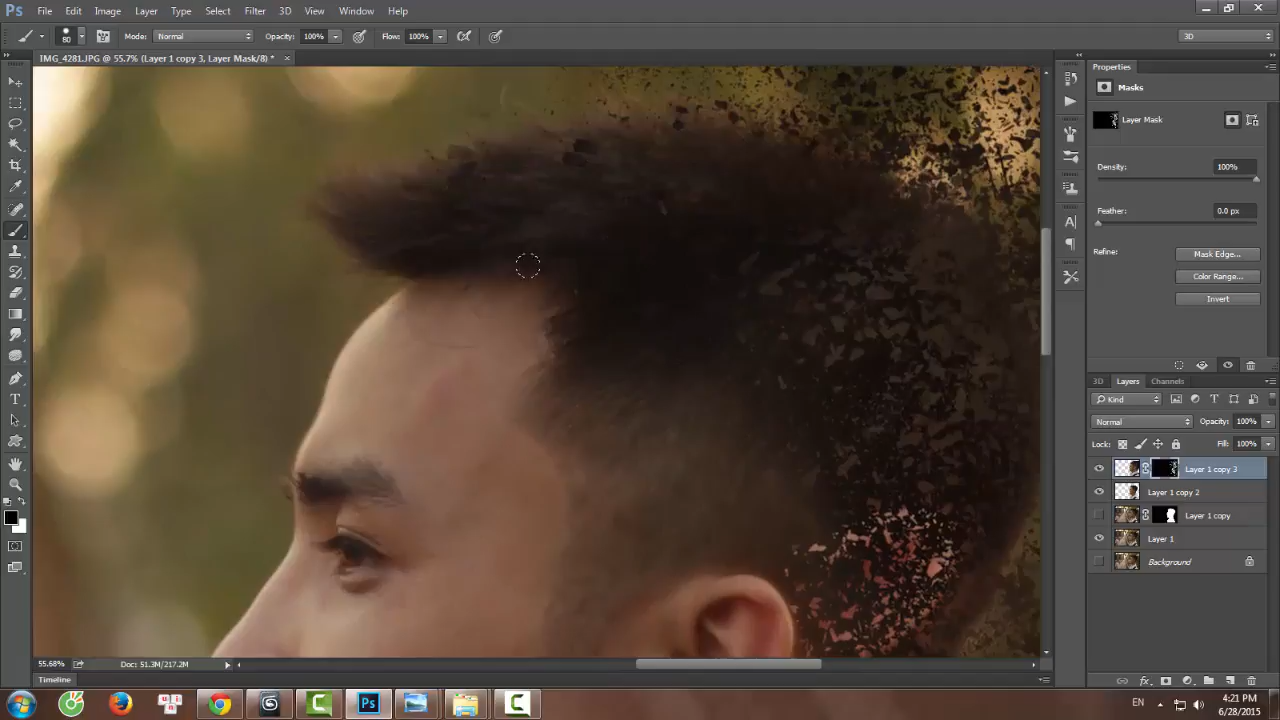 Ps File Edit Image Layer Type Select Filter 3D View Window Help
80 Mode: Normal Opacity: 100% Flow: 100% 3D
IMG_4281.JPG @ 55.7% (Layer 1 copy 3, Layer Mask/8) *
Properties
Masks
Layer Mask
Density: 100%
Feather: 0.0 px
Refine: Mask Edge...
Color Range...
Invert
3D Layers Channels
Kind
Normal Opacity: 100%
Lock: Fill: 100%
Layer 1 copy 3
Layer 1 copy 2
Layer 1 copy
Layer 1
Background
55.68% Doc: 51.3M/217.2M
Timeline
EN 4:21 PM
6/28/2015